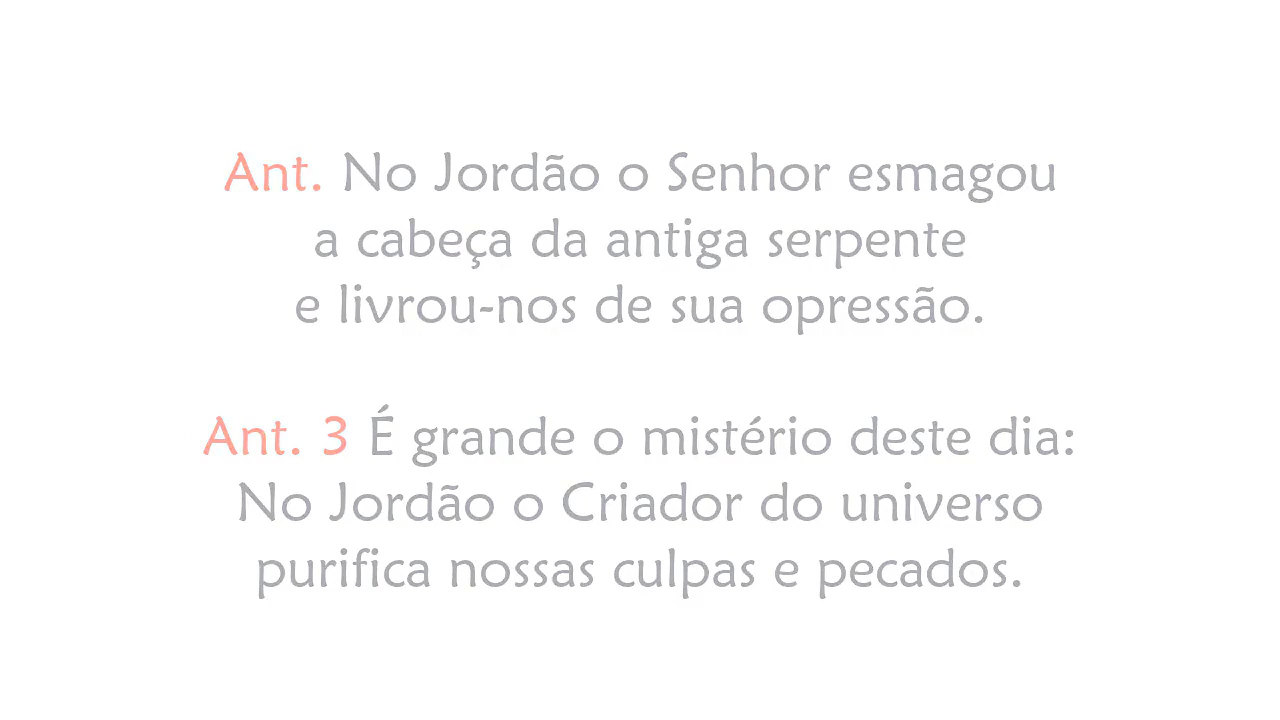 Ant. No Jordão o Senhor esmagou
a cabeça da antiga serpente
e livrou-nos de sua opressão.
Ant. 3 É grande o mistério deste dia:
No Jordão o Criador do universo
purifica nossas culpas e pecados.